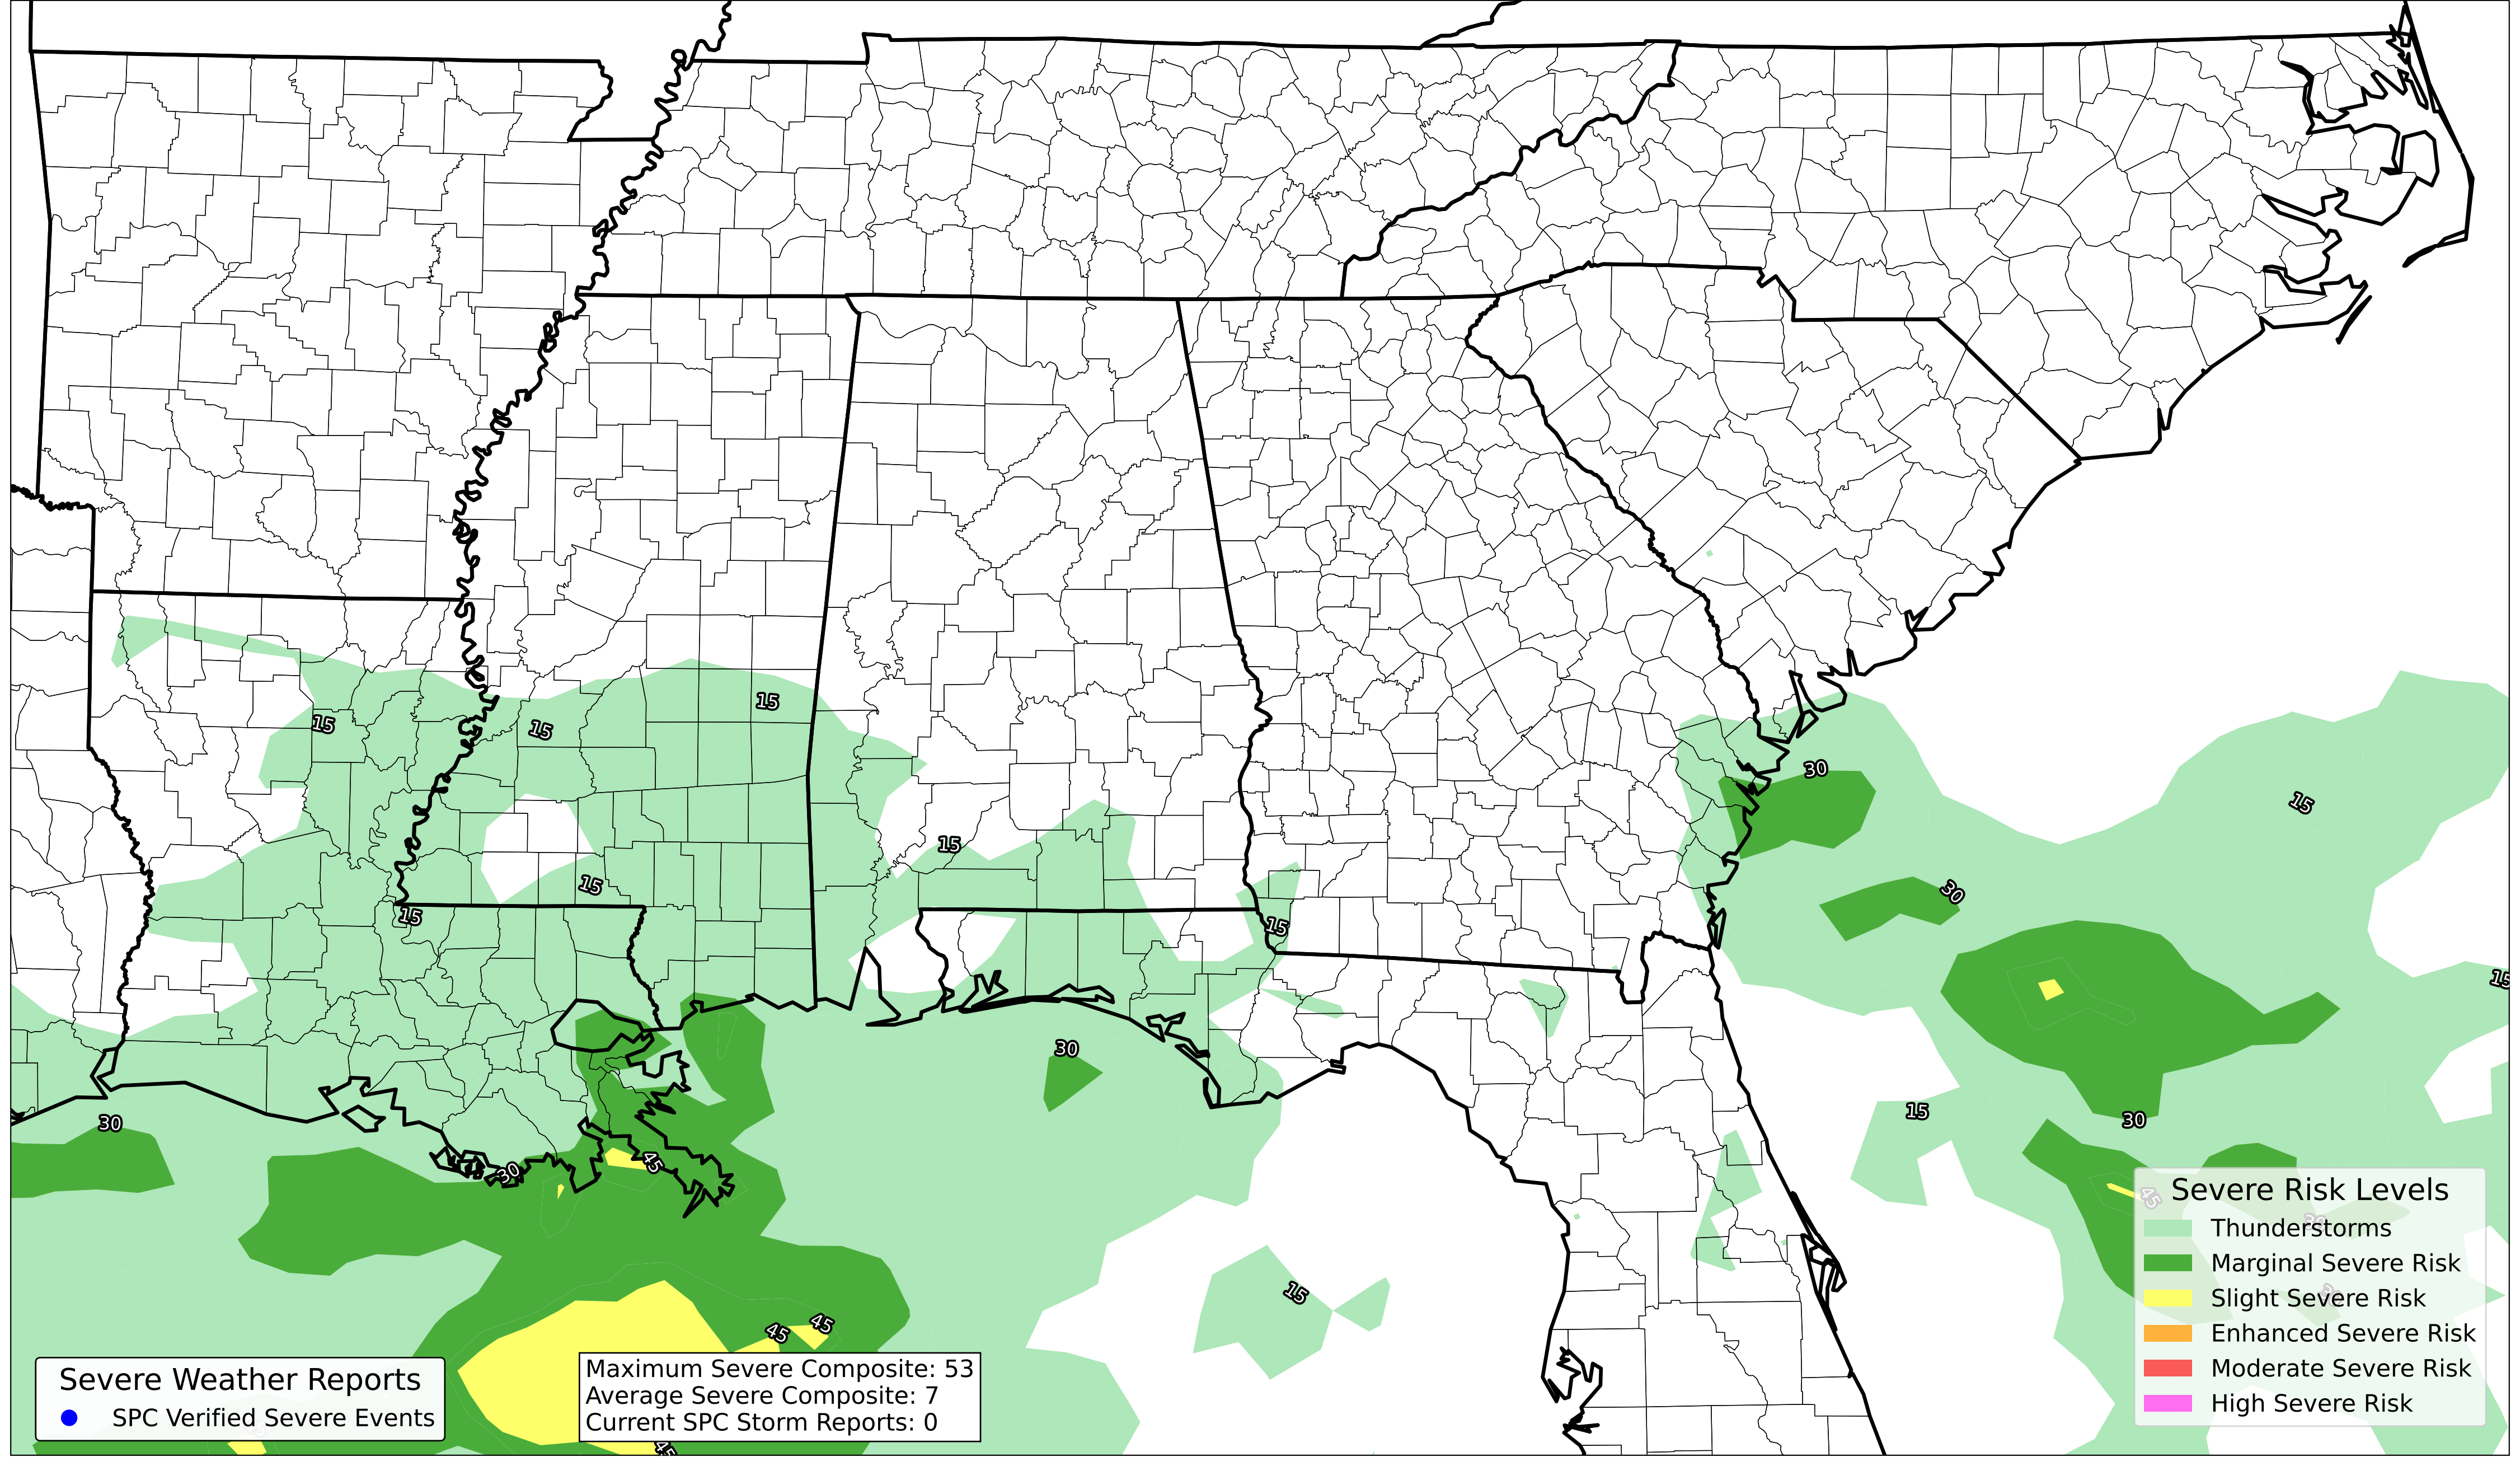 15
15
15
30
15
15
15
30
15
15
15
30
30
15
30
30
45
45
30
15
45
45
45
Severe Risk Levels
Thunderstorms
Marginal Severe Risk
Slight Severe Risk
Enhanced Severe Risk
Moderate Severe Risk
High Severe Risk
Severe Weather Reports
SPC Verified Severe Events
Maximum Severe Composite: 53
Average Severe Composite: 7
Current SPC Storm Reports: 0